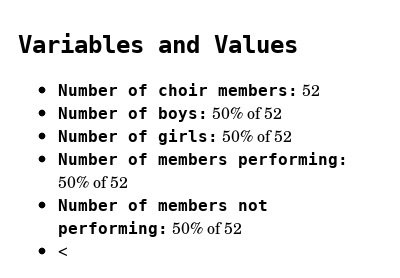 Variables and Values
• Number of choir members: 52
• Number of boys: 50% of 52
• Number of girls: 50% of 52
• Number of members performing:
50% of 52
• Number of members not
performing: 50% of 52
• <